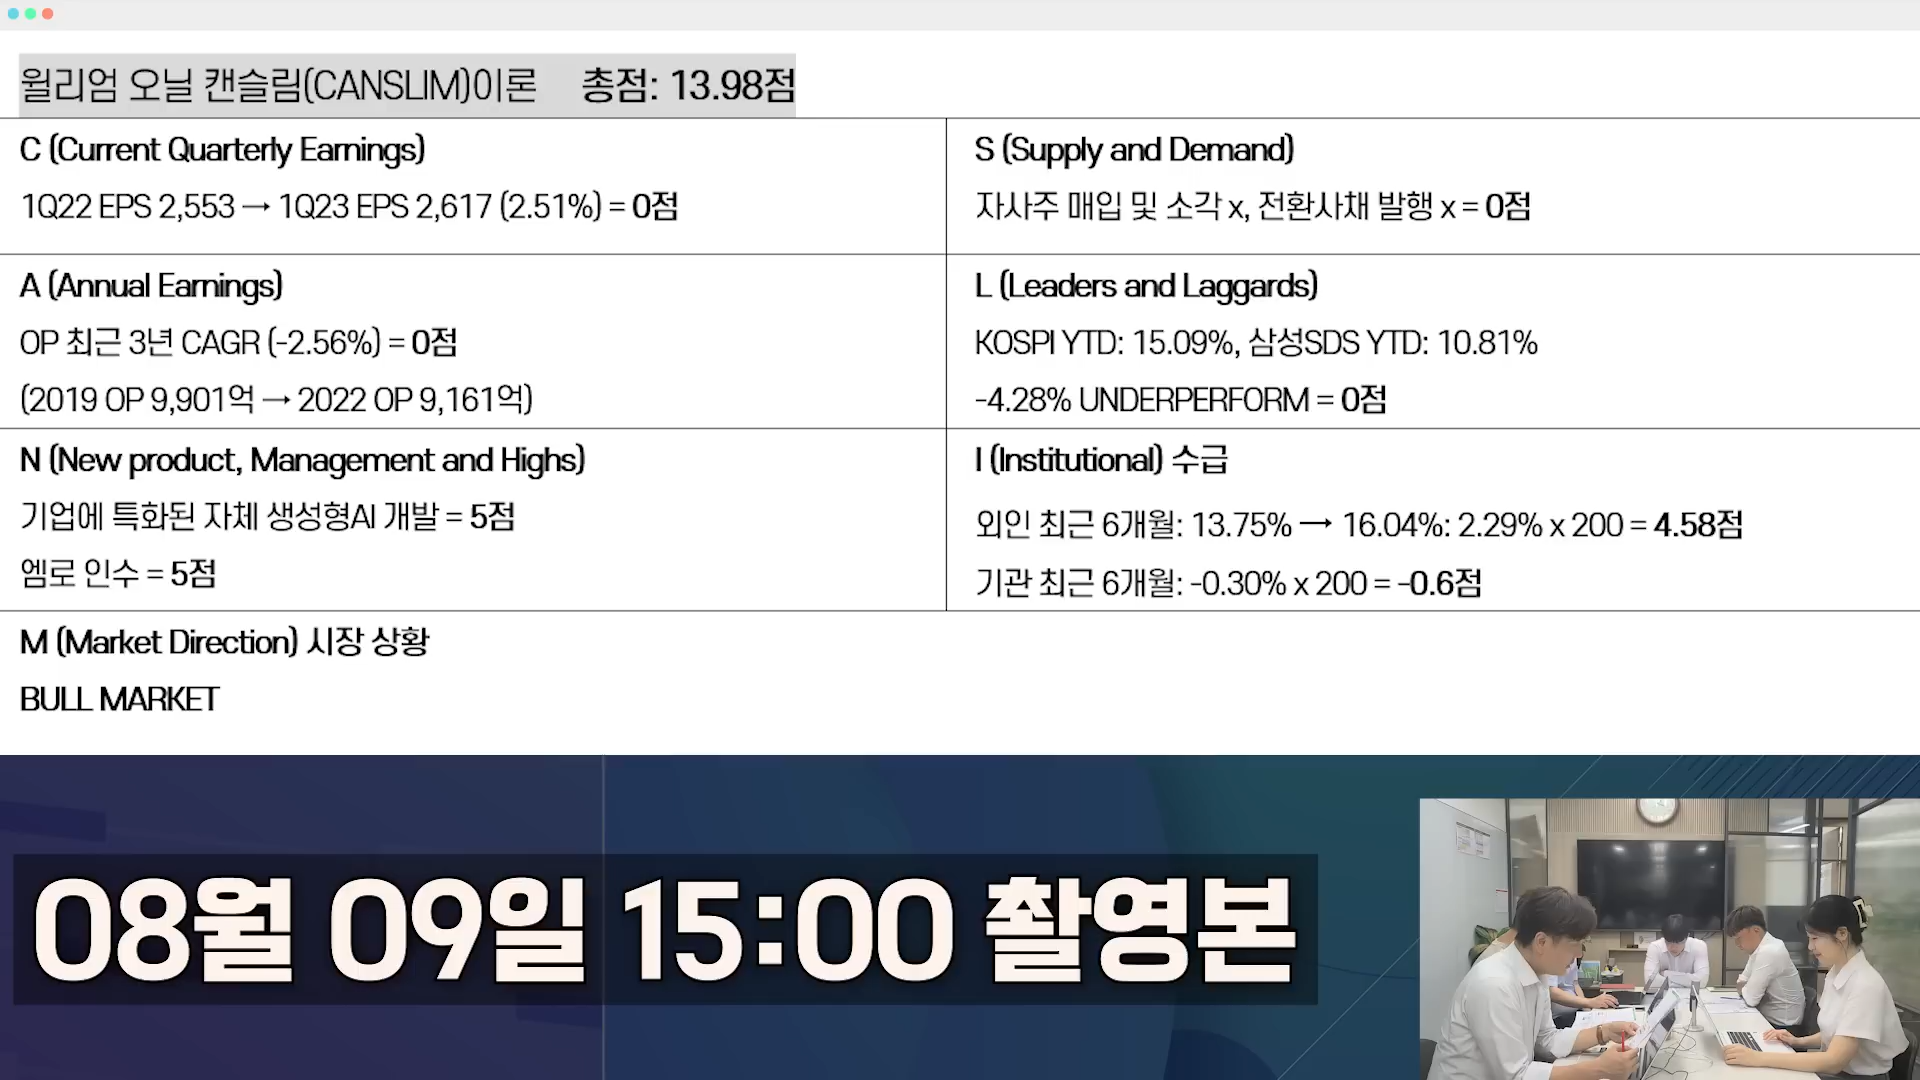 윌리엄 오닐 캔슬림(CANSLIM)이론 총점: 13.98점
C (Current Quarterly Earnings)
1Q22 EPS 2,553 → 1Q23 EPS 2,617 (2.51%) = 0점
S (Supply and Demand)
자사주 매입 및 소각 x, 전환사채 발행 x = 0점
A (Annual Earnings)
OP 최근 3년 CAGR (-2.56%) = 0점
(2019 OP 9,901억 → 2022 OP 9,161억)
L (Leaders and Laggards)
KOSPI YTD: 15.09%, 삼성SDS YTD: 10.81%
-4.28% UNDERPERFORM = 0점
N (New product, Management and Highs)
기업에 특화된 자체 생성형AI 개발 = 5점
엠로 인수 = 5점
I (Institutional) 수급
외인 최근 6개월: 13.75% → 16.04%: 2.29% x 200 = 4.58점
기관 최근 6개월: -0.30% x 200 = -0.6점
M (Market Direction) 시장 상황
BULL MARKET
08월 09일 15:00 촬영본